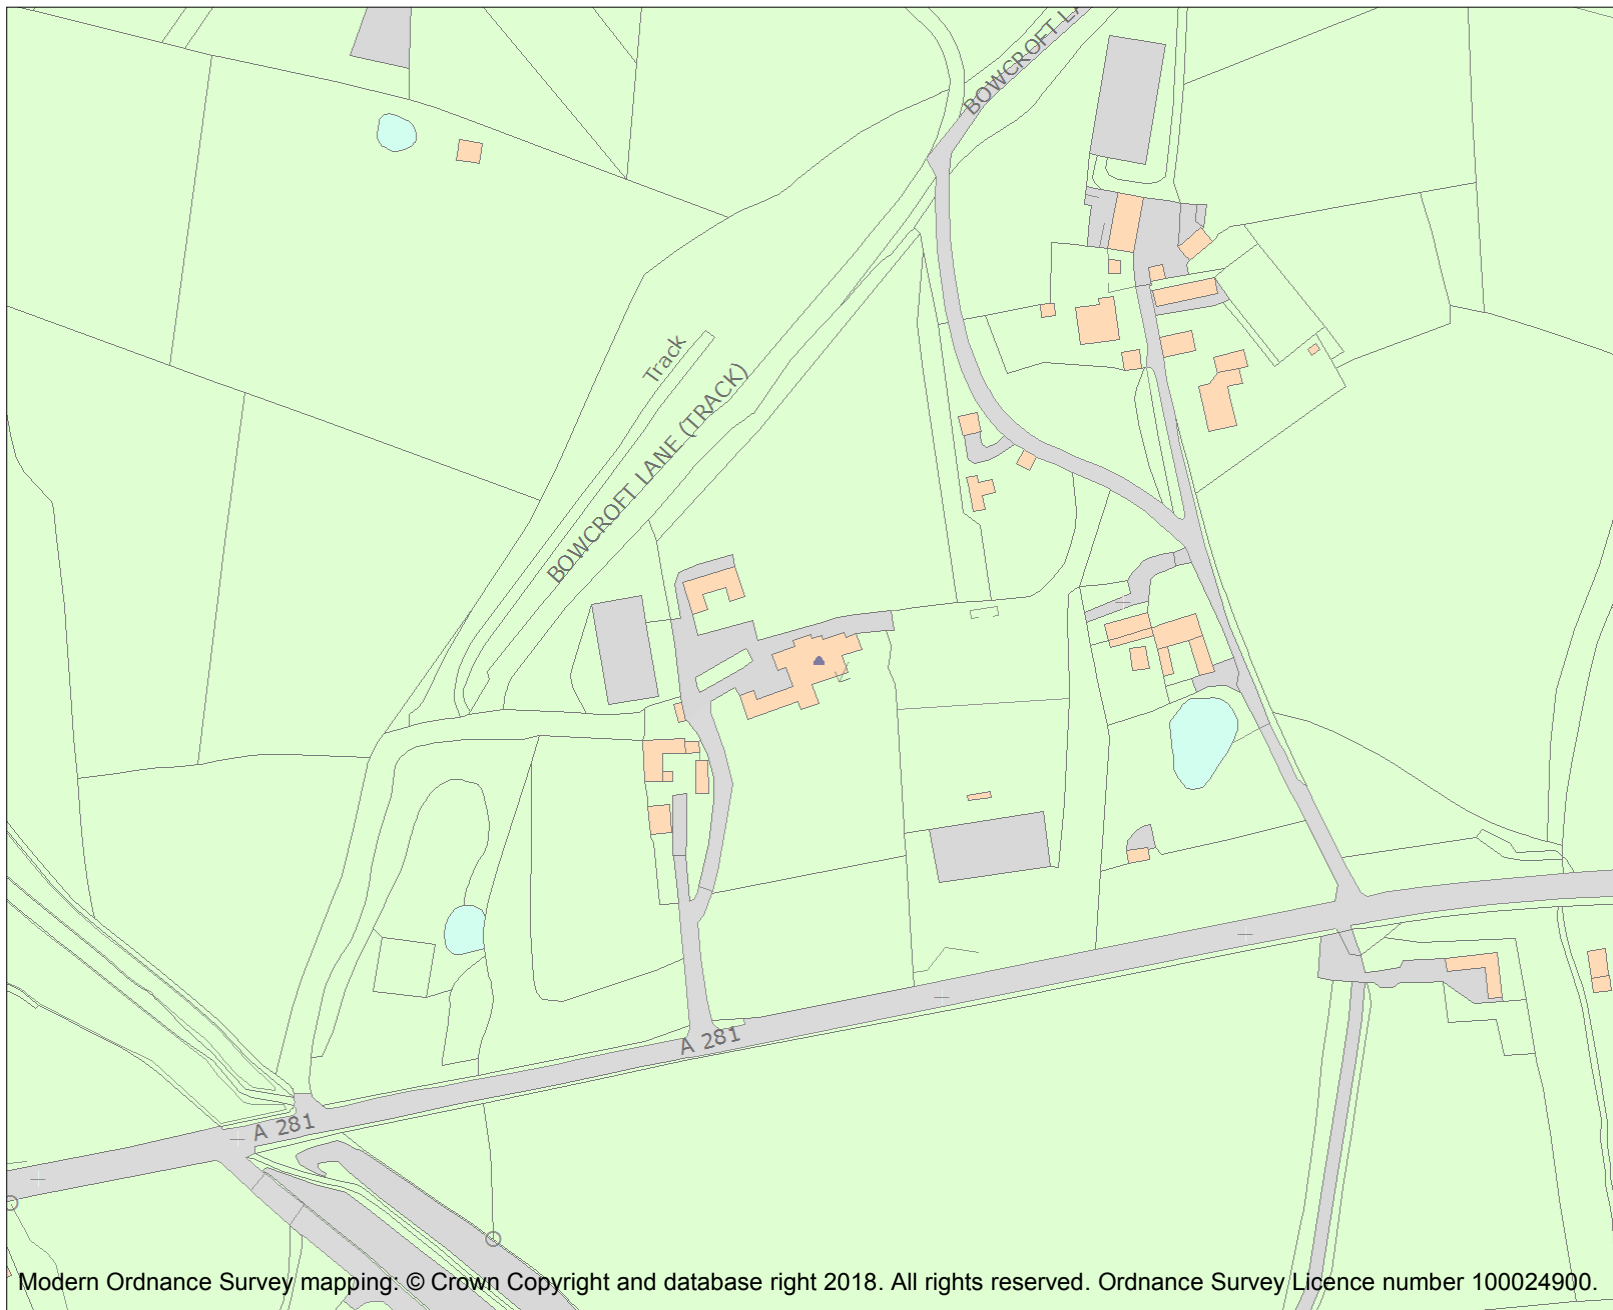 BOWCROFT LA
Track
BOWCROFT LANE (TRACK)
A 281
A 281
Modern Ordnance Survey mapping: © Crown Copyright and database right 2018. All rights reserved. Ordnance Survey Licence number 100024900.